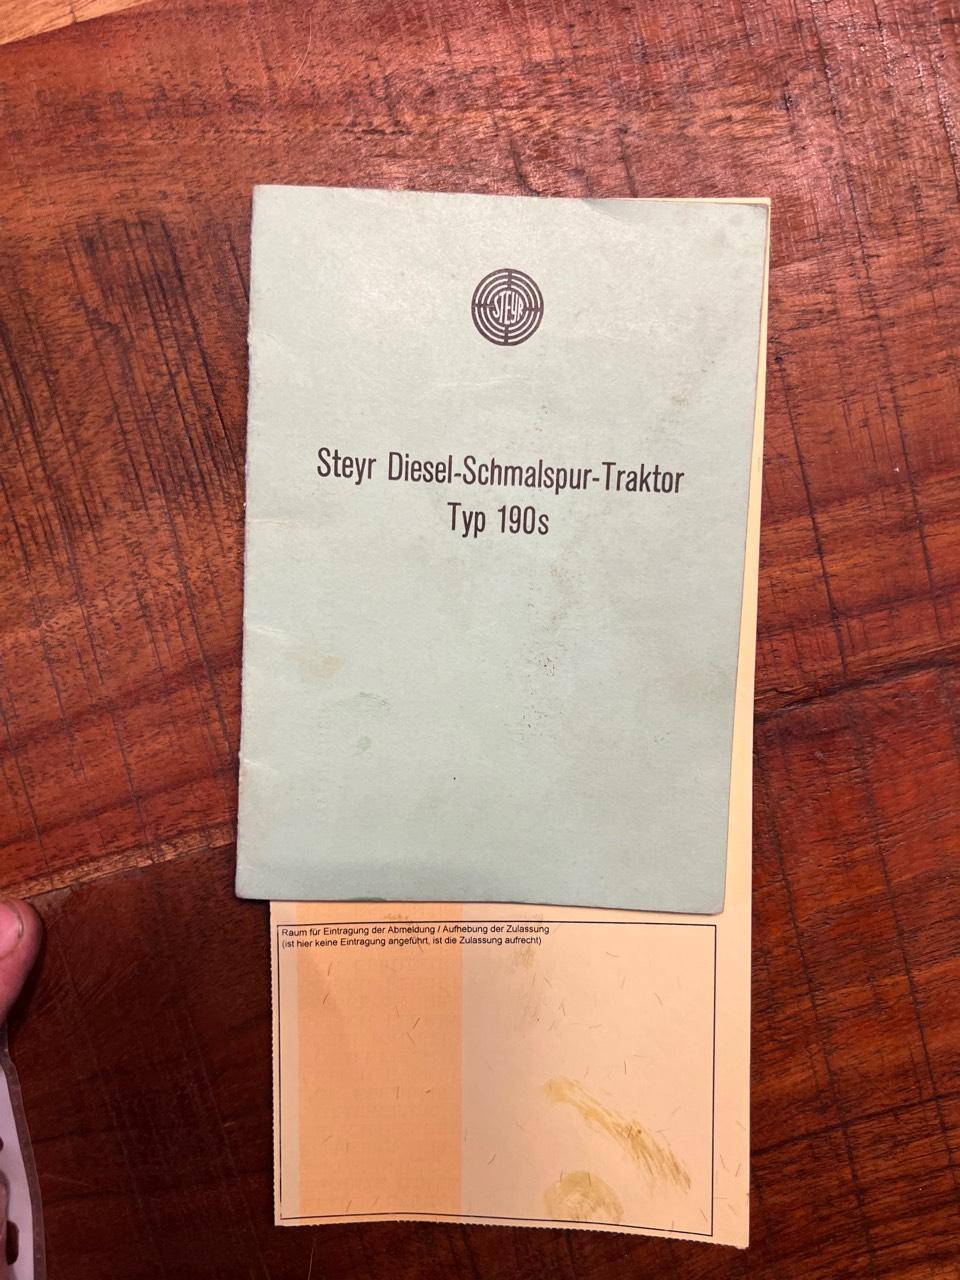 STEYR
Steyr Diesel-Schmalspur-Traktor
Typ 190s
Raum für Eintragung der Abmeldung / Aufhebung der Zulassung
(ist hier keine Eintragung angeführt, ist die Zulassung aufrecht)